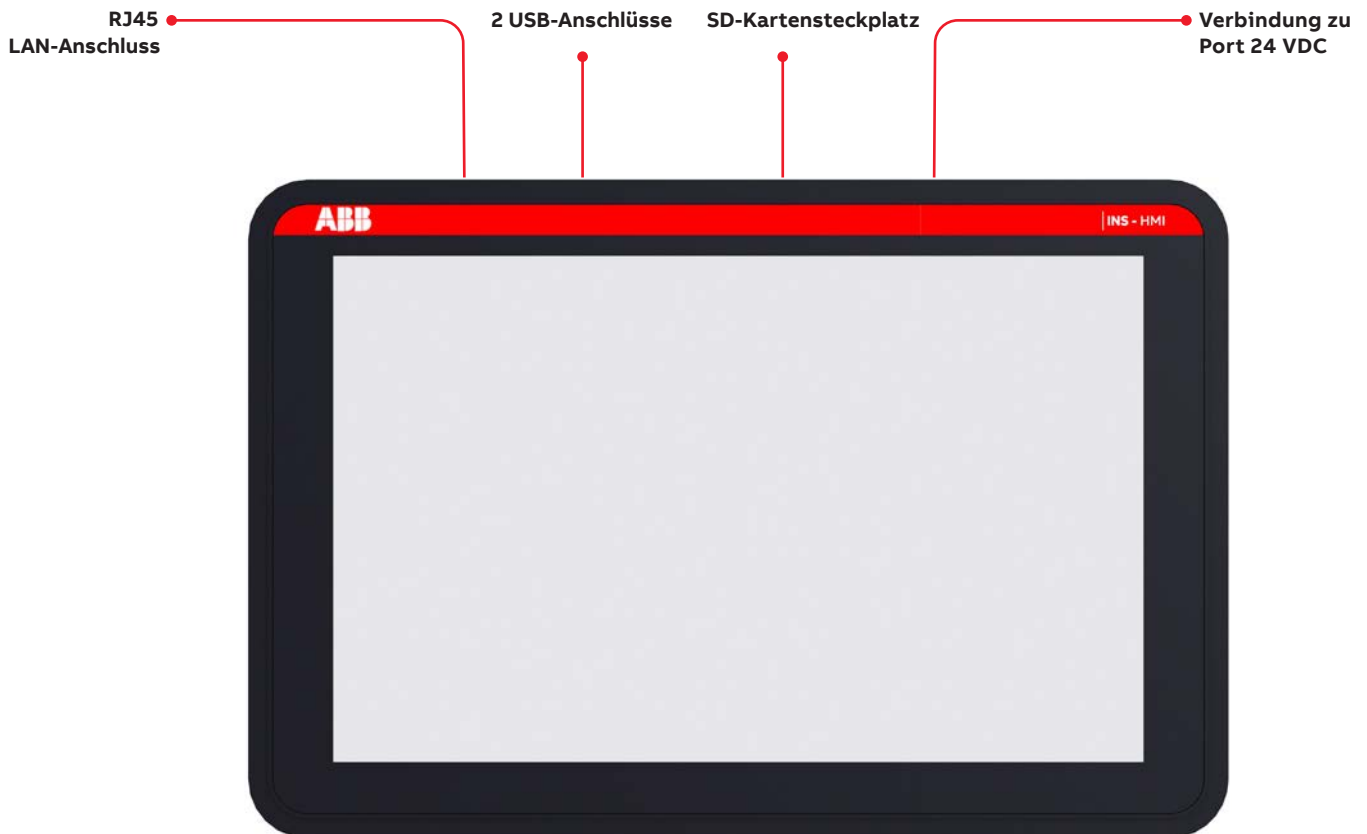 RJ45
LAN-Anschluss
2 USB-Anschlüsse
SD-Kartensteckplatz
Verbindung zu
Port 24 VDC
ABB
INS - HMI